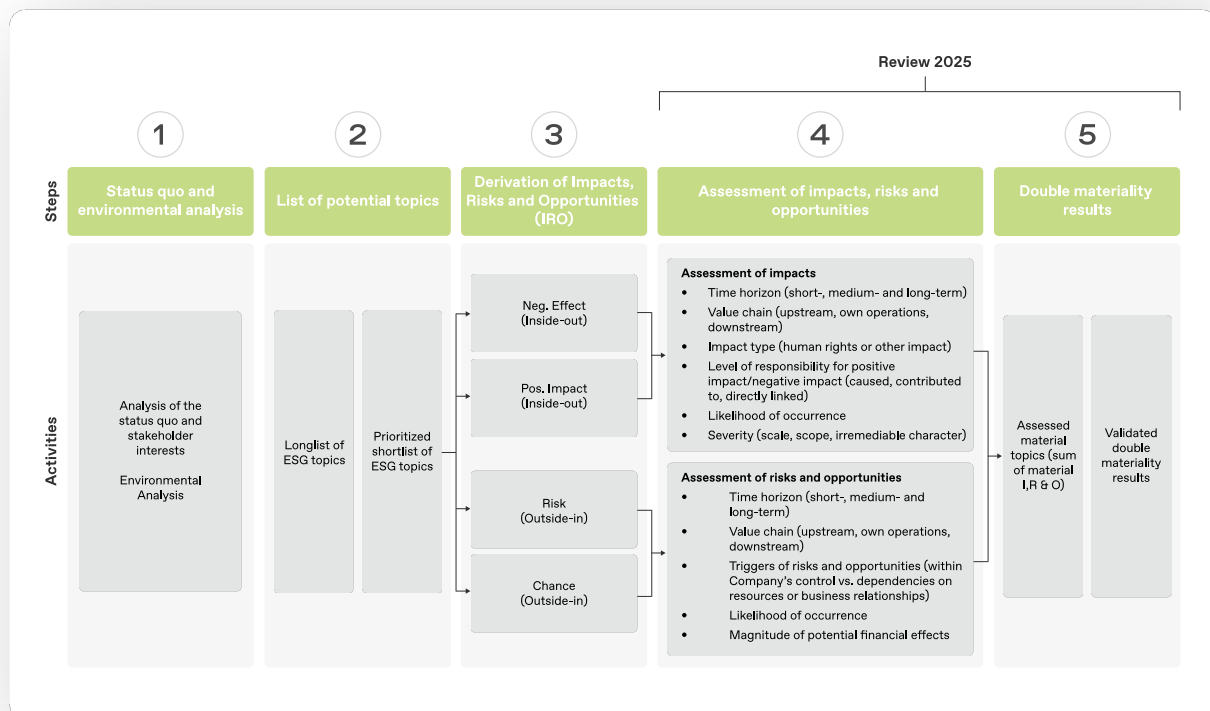 Review 2025
1
2
3
4
5
Steps
Status quo and
environmental analysis
List of potential topics
Derivation of Impacts,
Risks and Opportunities
(IRO)
Assessment of impacts, risks and
opportunities
Double materiality
results
Activities
Analysis of the
status quo and
stakeholder
interests
Environmental
Analysis
Longlist of
ESG topics
Prioritized
shortlist of
ESG topics
Neg. Effect
(Inside-out)
Pos. Impact
(Inside-out)
Risk
(Outside-in)
Chance
(Outside-in)
Assessment of impacts
• Time horizon (short-, medium- and long-term)
• Value chain (upstream, own operations,
downstream)
• Impact type (human rights or other impact)
• Level of responsibility for positive
impact/negative impact (caused, contributed
to, directly linked)
• Likelihood of occurrence
• Severity (scale, scope, irremediable character)
Assessment of risks and opportunities
• Time horizon (short-, medium- and
long-term)
• Value chain (upstream, own operations,
downstream)
• Triggers of risks and opportunities (within
Company's control vs. dependencies on
resources or business relationships)
• Likelihood of occurrence
• Magnitude of potential financial effects
Assessed
material
topics (sum
of material
I,R & O)
Validated
double
materiality
results